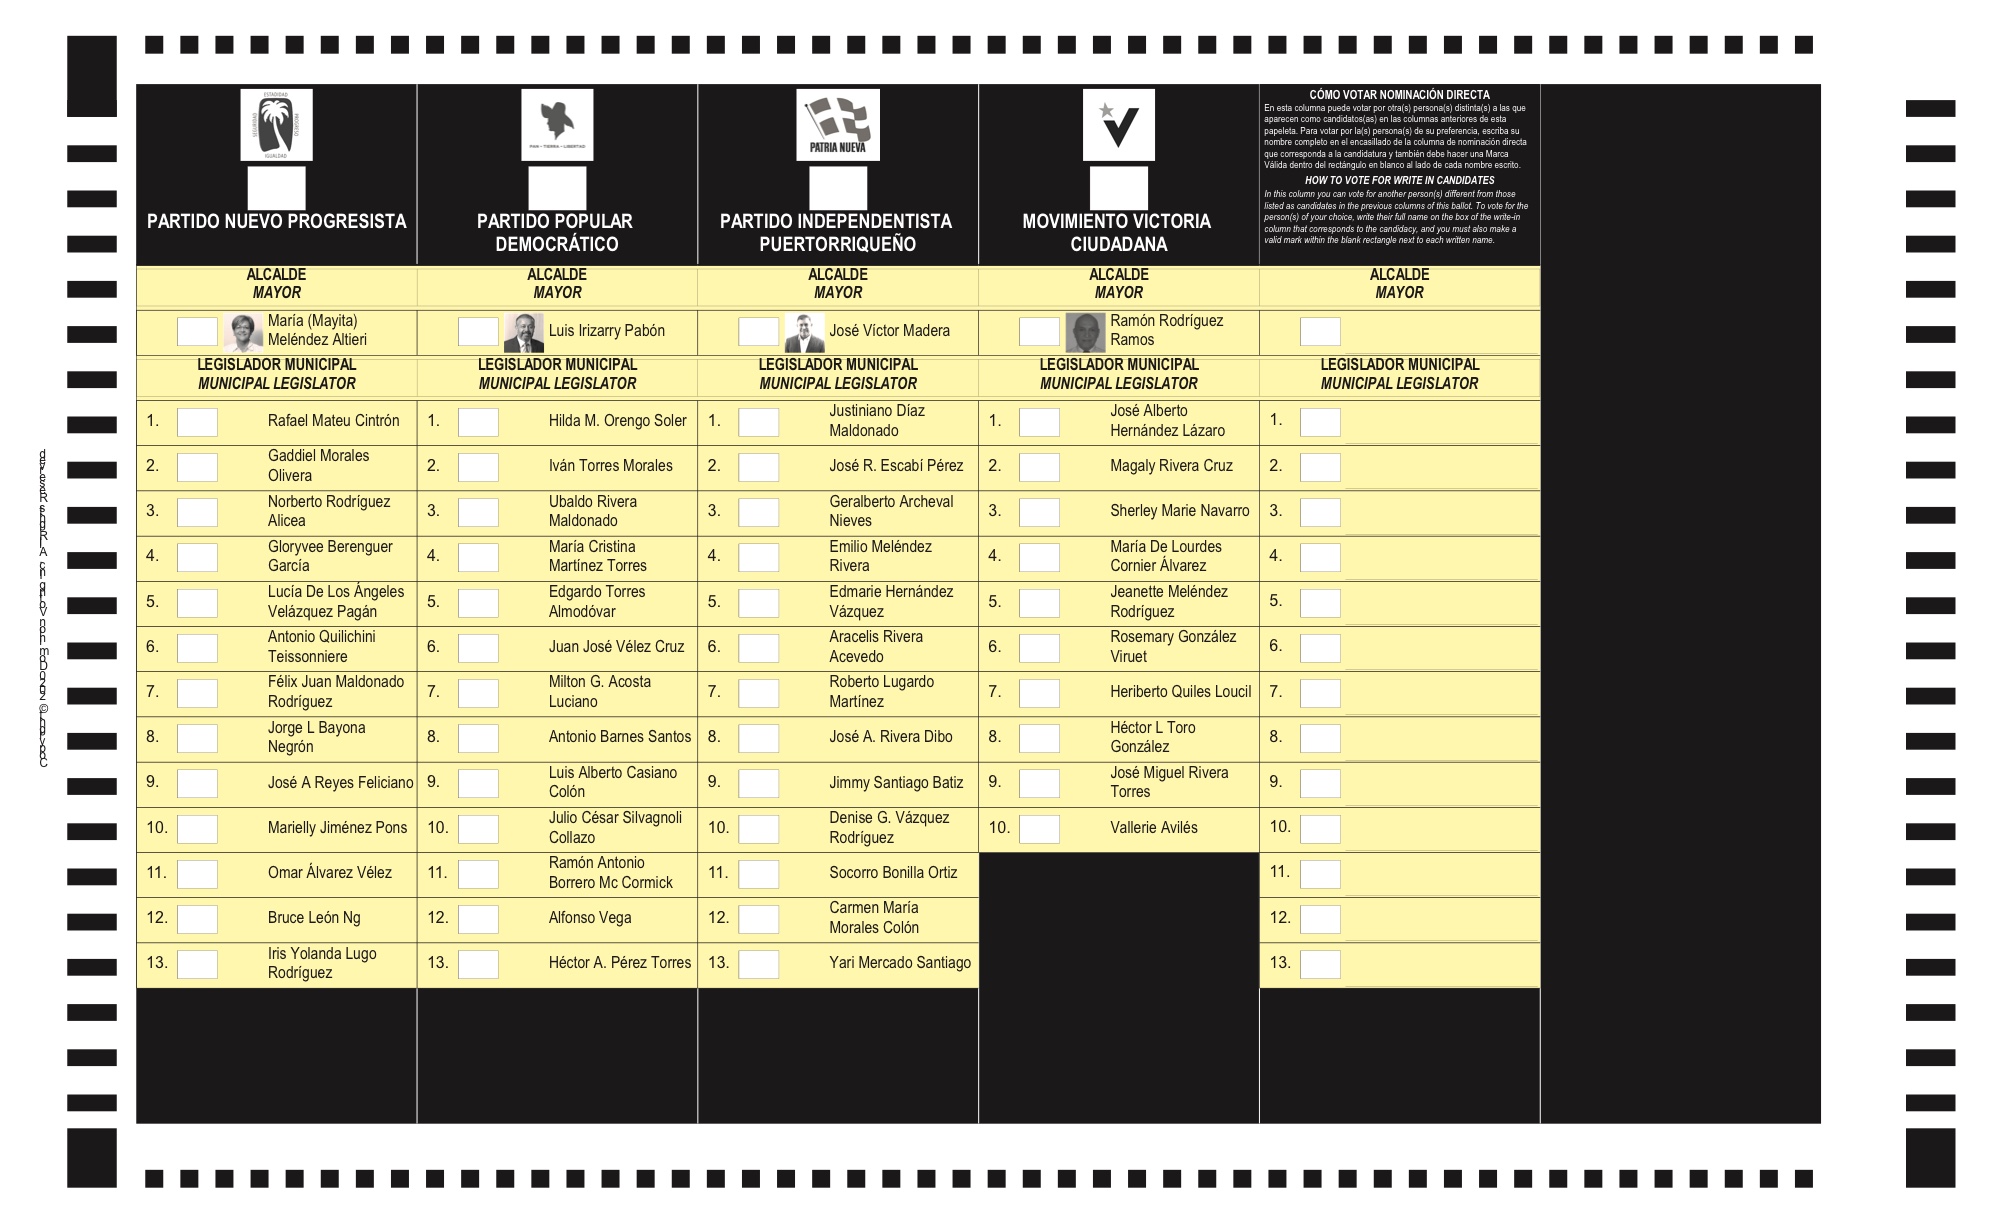 ESTADIDAD
SEGURIDAD
PROGRESO
IGUALDAD
PARTIDO NUEVO PROGRESISTA
PAN • TIERRA • LIBERTAD
PARTIDO POPULAR
DEMOCRÁTICO
PATRIA NUEVA
PARTIDO INDEPENDENTISTA
PUERTORRIQUEÑO
MOVIMIENTO VICTORIA
CIUDADANA
CÓMO VOTAR NOMINACIÓN DIRECTA
En esta columna puede votar por otra(s) persona(s) distinta(s) a las que
aparecen como candidatos(as) en las columnas anteriores de esta
papeleta. Para votar por la(s) persona(s) de su preferencia, escriba su
nombre completo en el encasillado de la columna de nominación directa
que corresponda a la candidatura y también debe hacer una Marca
Válida dentro del rectángulo en blanco al lado de cada nombre escrito.
HOW TO VOTE FOR WRITE IN CANDIDATES
In this column you can vote for another person(s) different from those
listed as candidates in the previous columns of this ballot. To vote for the
person(s) of your choice, write their full name on the box of the write-in
column that corresponds to the candidacy, and you must also make a
valid mark within the blank rectangle next to each written name.
ALCALDE
MAYOR
María (Mayita)
Meléndez Altieri
LEGISLADOR MUNICIPAL
MUNICIPAL LEGISLATOR
1. Rafael Mateu Cintrón
2. Gaddiel Morales
Olivera
3. Norberto Rodríguez
Alicea
4. Gloryvee Berenguer
García
5. Lucía De Los Ángeles
Velázquez Pagán
6. Antonio Quilichini
Teissonniere
7. Félix Juan Maldonado
Rodríguez
8. Jorge L Bayona
Negrón
9. José A Reyes Feliciano
10. Marielly Jiménez Pons
11. Omar Álvarez Vélez
12. Bruce León Ng
13. Iris Yolanda Lugo
Rodríguez
ALCALDE
MAYOR
Luis Irizarry Pabón
LEGISLADOR MUNICIPAL
MUNICIPAL LEGISLATOR
1. Hilda M. Orengo Soler
2. Iván Torres Morales
3. Ubaldo Rivera
Maldonado
4. María Cristina
Martínez Torres
5. Edgardo Torres
Almodóvar
6. Juan José Vélez Cruz
7. Milton G. Acosta
Luciano
8. Antonio Barnes Santos
9. Luis Alberto Casiano
Colón
10. Julio César Silvagnoli
Collazo
11. Ramón Antonio
Borrero Mc Cormick
12. Alfonso Vega
13. Héctor A. Pérez Torres
ALCALDE
MAYOR
José Víctor Madera
LEGISLADOR MUNICIPAL
MUNICIPAL LEGISLATOR
1. Justiniano Díaz
Maldonado
2. José R. Escabí Pérez
3. Geralberto Archeval
Nieves
4. Emilio Meléndez
Rivera
5. Edmarie Hernández
Vázquez
6. Aracelis Rivera
Acevedo
7. Roberto Lugardo
Martínez
8. José A. Rivera Dibo
9. Jimmy Santiago Batiz
10. Denise G. Vázquez
Rodríguez
11. Socorro Bonilla Ortiz
12. Carmen María
Morales Colón
13. Yari Mercado Santiago
ALCALDE
MAYOR
Ramón Rodríguez
Ramos
LEGISLADOR MUNICIPAL
MUNICIPAL LEGISLATOR
1. José Alberto
Hernández Lázaro
2. Magaly Rivera Cruz
3. Sherley Marie Navarro
4. María De Lourdes
Cornier Álvarez
5. Jeanette Meléndez
Rodríguez
6. Rosemary González
Viruet
7. Heriberto Quiles Loucil
8. Héctor L Toro
González
9. José Miguel Rivera
Torres
10. Vallerie Avilés
ALCALDE
MAYOR
LEGISLADOR MUNICIPAL
MUNICIPAL LEGISLATOR
1.
2.
3.
4.
5.
6.
7.
8.
9.
10.
11.
12.
13.